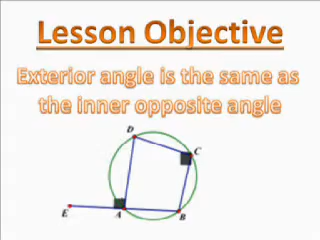 Lesson Objective
Exterior angle is the same as
the inner opposite angle
D
C
E
A
B